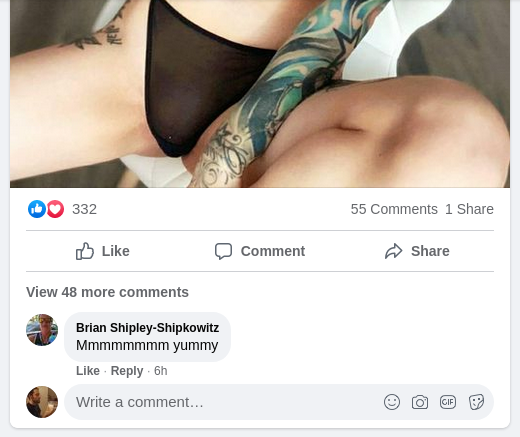 332
55 Comments 1 Share
Like Comment Share
View 48 more comments
Brian Shipley-Shipkowitz
Mmmmmmmm yummy
Like · Reply · 6h
Write a comment…
GIF